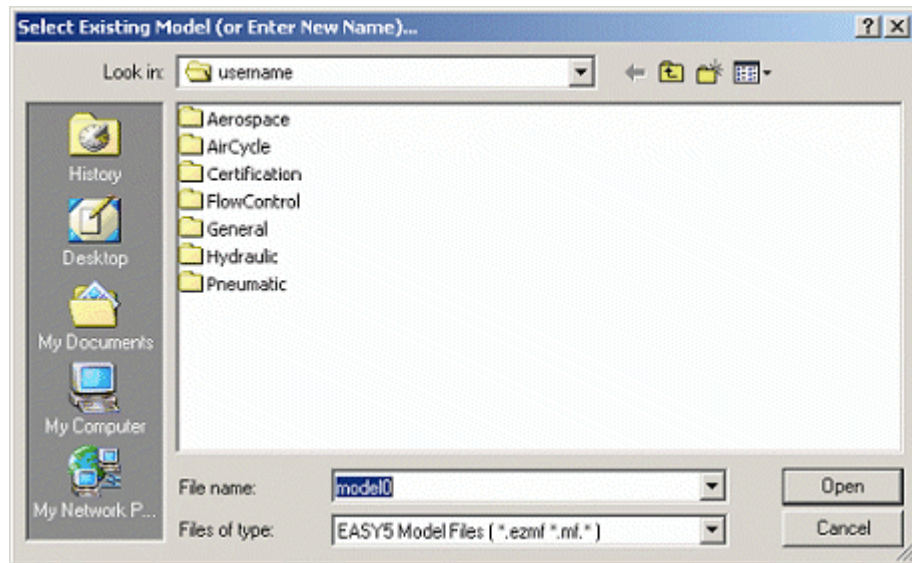 Select Existing Model (or Enter New Name)...
Look in:
username
History
Desktop
My Documents
My Computer
My Network P...
Aerospace
AirCycle
Certification
FlowControl
General
Hydraulic
Pneumatic
File name:
model0
Open
Files of type:
EASY5 Model Files ( *.ezmf *.mf.* )
Cancel